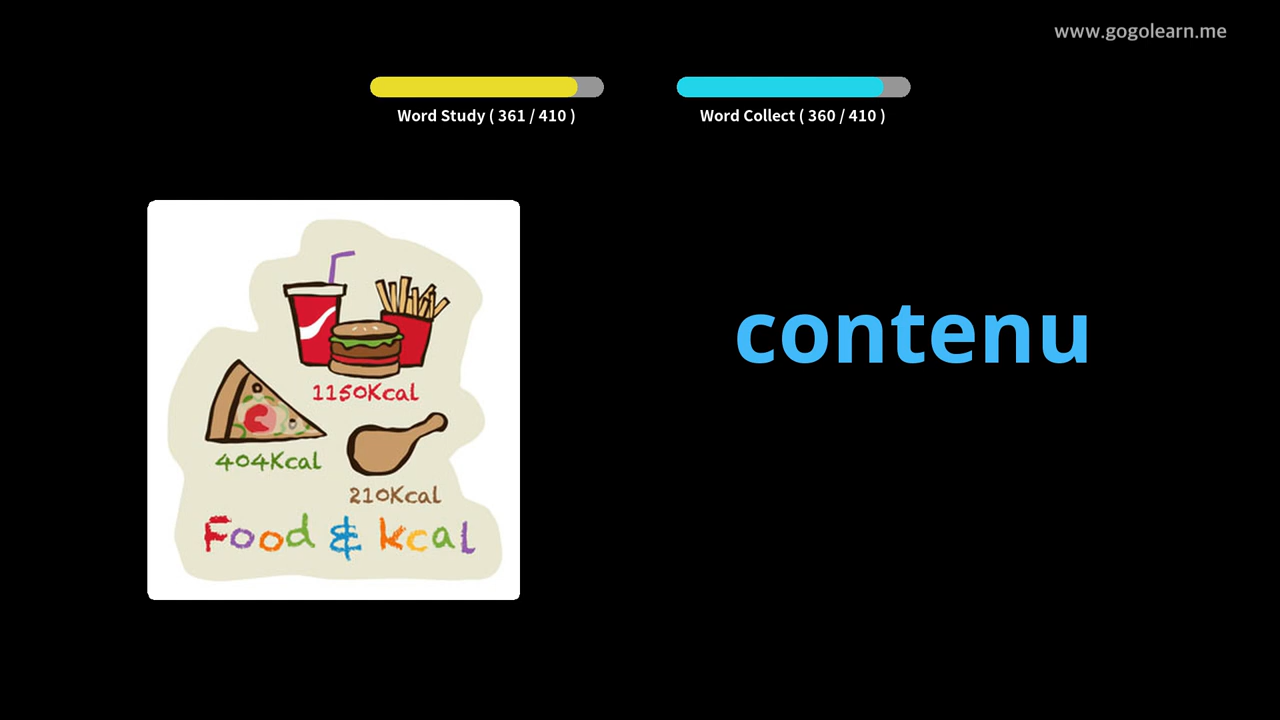 www.gogolearn.me
Word Study ( 361 / 410 )
Word Collect ( 360 / 410 )
1150Kcal
404Kcal
210Kcal
Food & kcal
contenu